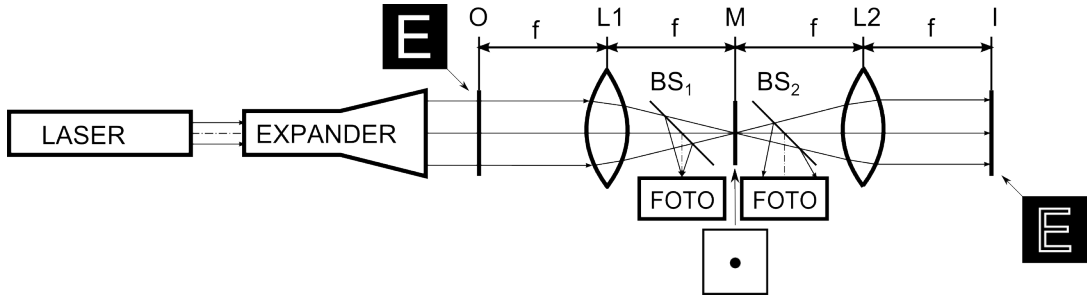 O L1 M L2 I
f f f f
E
BS₁ BS₂
LASER EXPANDER
FOTO FOTO
E